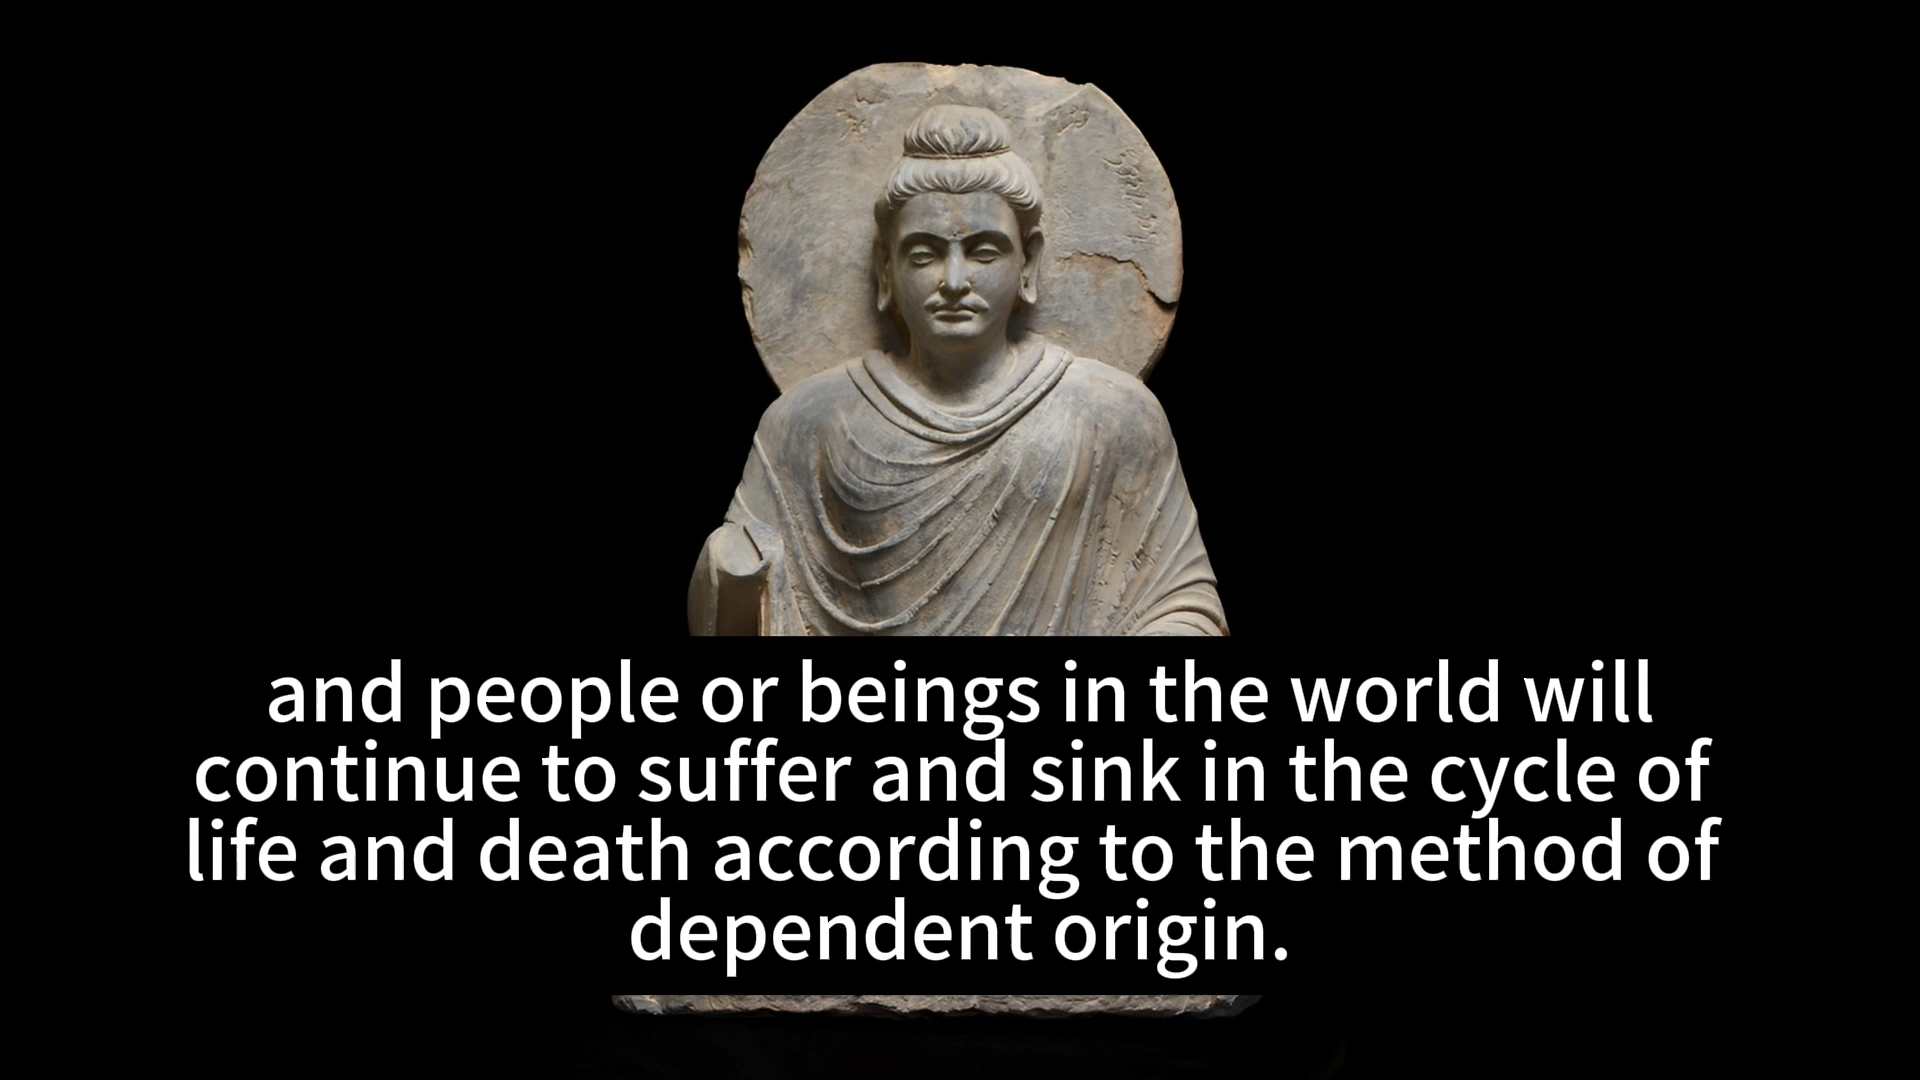 and people or beings in the world will
continue to suffer and sink in the cycle of
life and death according to the method of
dependent origin.